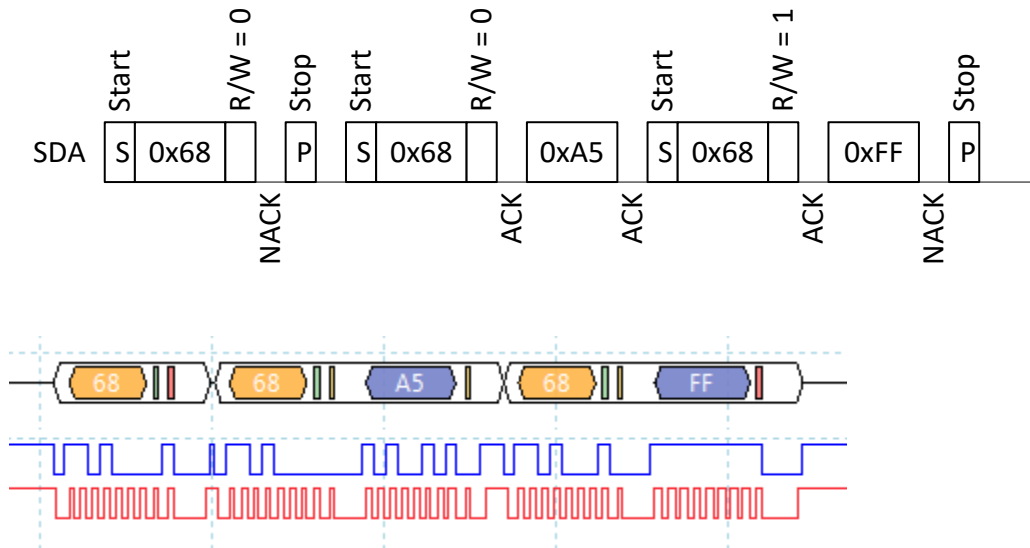 Start R/W = 0 Stop Start R/W = 0 Start R/W = 1 Stop
SDA S 0x68 P S 0x68 0xA5 S 0x68 0xFF P
NACK ACK ACK ACK NACK
68 68 A5 68 FF